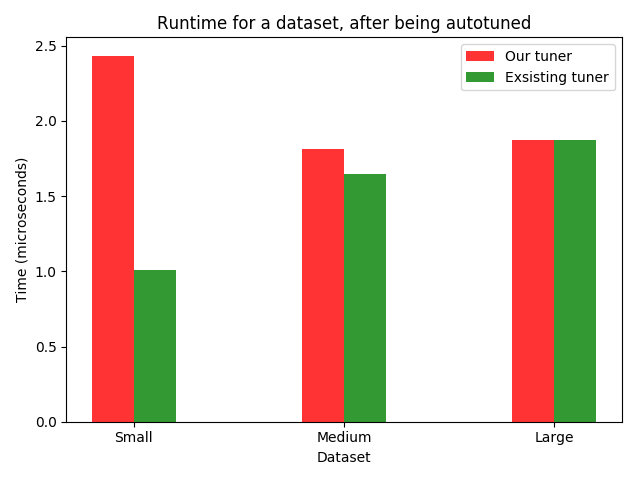 Runtime for a dataset, after being autotuned
Our tuner
Exsisting tuner
Time (microseconds)
2.5
2.0
1.5
1.0
0.5
0.0
Small
Medium
Large
Dataset